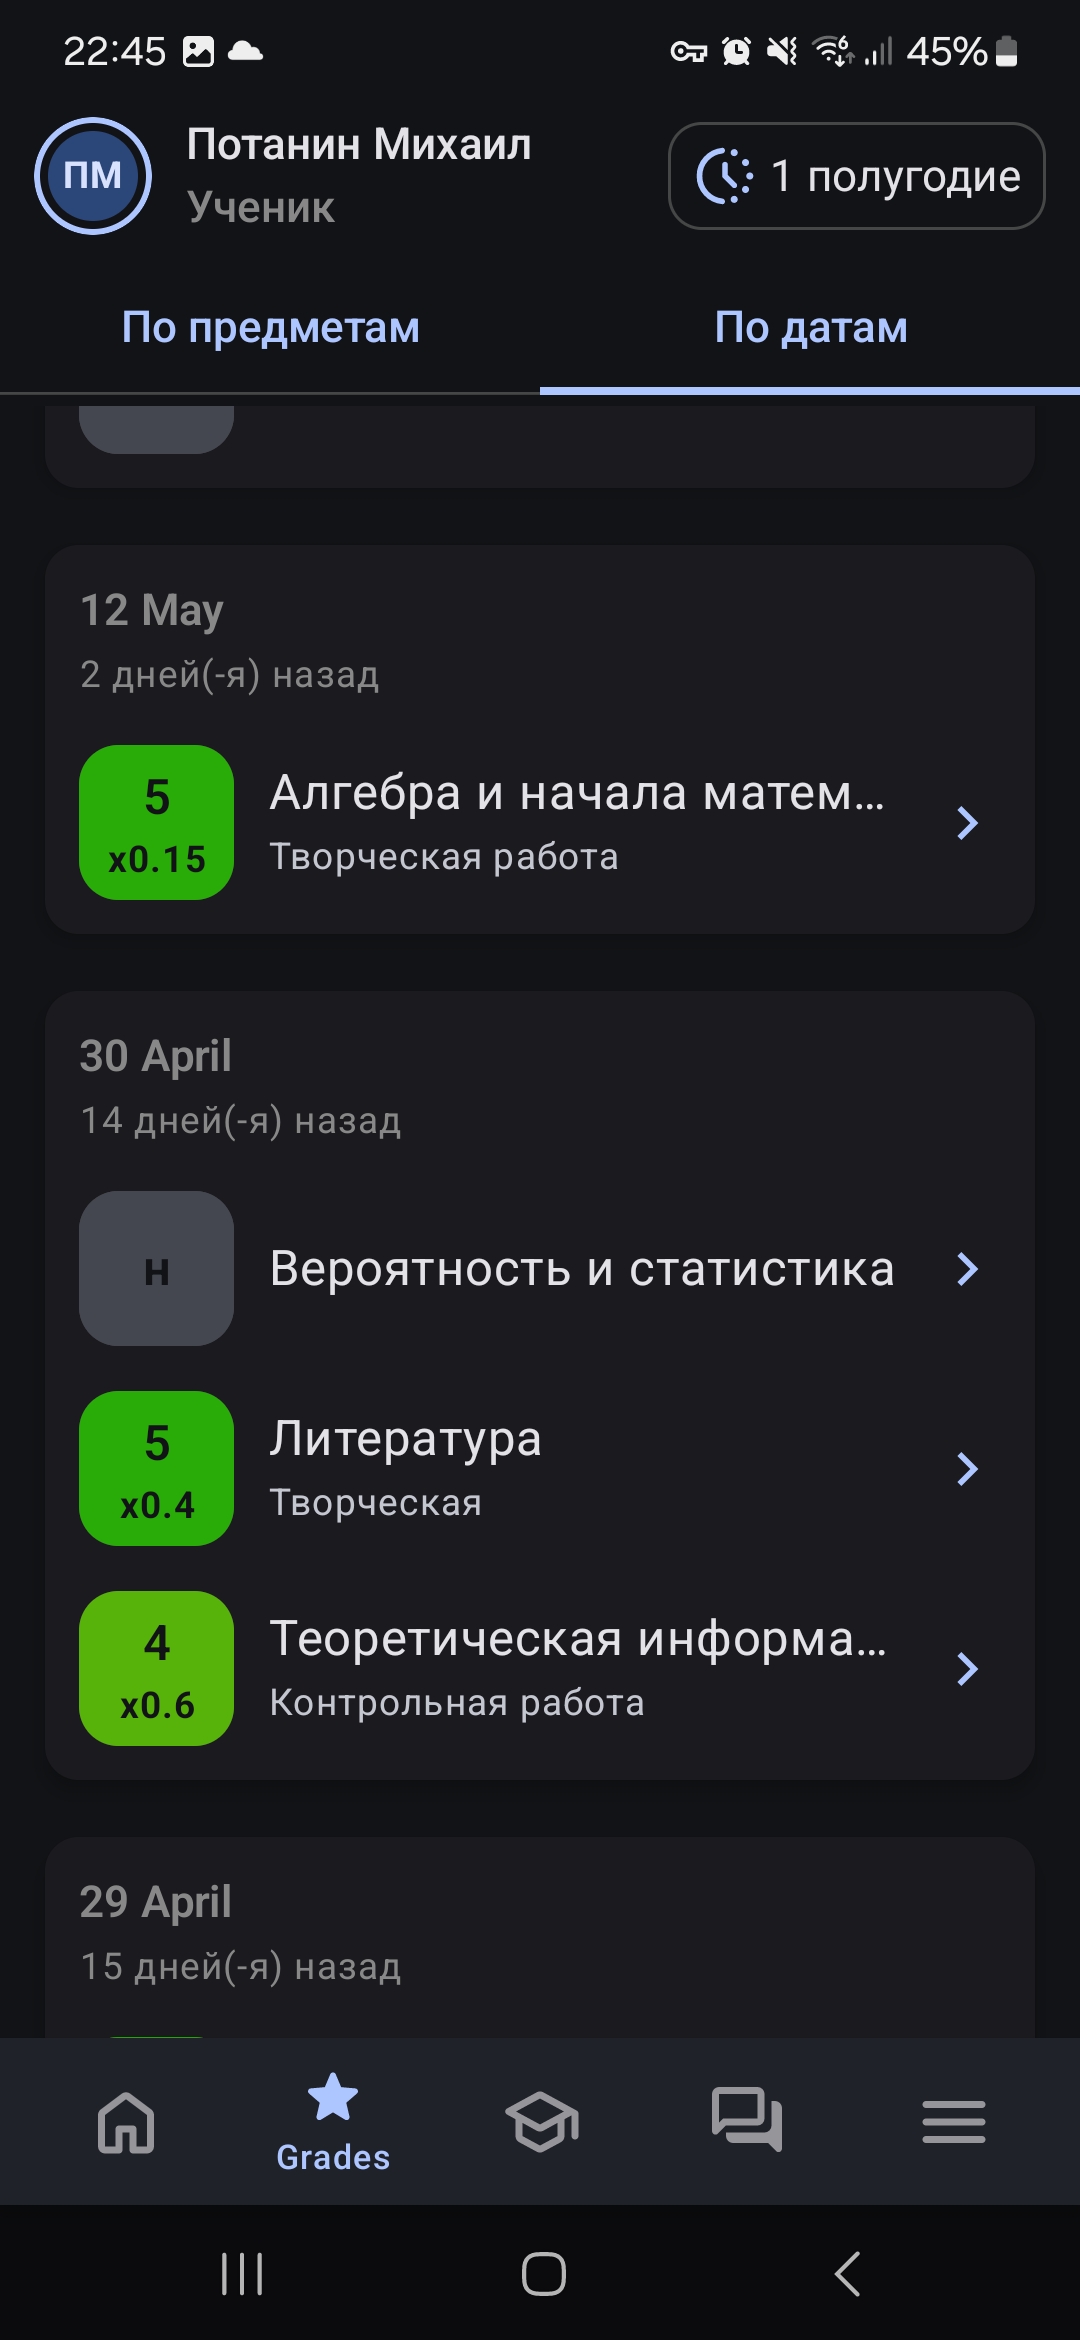 22:45
45%
ПМ
Потанин Михаил
Ученик
1 полугодие
По предметам
По датам
12 May
2 дней(-я) назад
5
x0.15
Алгебра и начала матем...
Творческая работа
30 April
14 дней(-я) назад
н
Вероятность и статистика
5
x0.4
Литература
Творческая
4
x0.6
Теоретическая информа...
Контрольная работа
29 April
15 дней(-я) назад
Grades